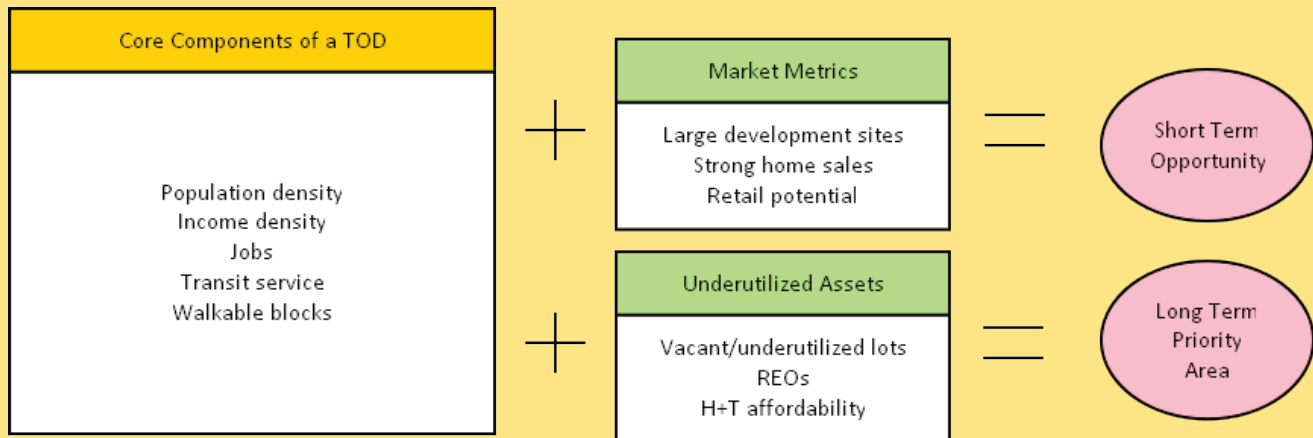 Core Components of a TOD
Population density
Income density
Jobs
Transit service
Walkable blocks
+
Market Metrics
Large development sites
Strong home sales
Retail potential
=
Short Term
Opportunity
+
Underutilized Assets
Vacant/underutilized lots
REOs
H+T affordability
=
Long Term
Priority
Area